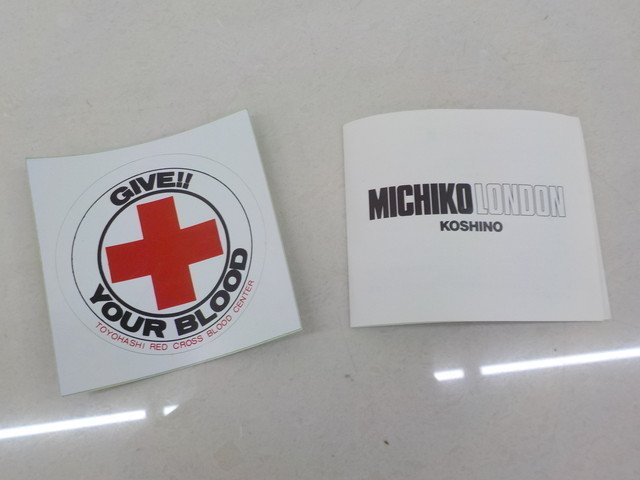 GIVE!!
YOUR BLOOD
TOYOHASHI RED CROSS BLOOD CENTER
MICHIKO LONDON
KOSHINO